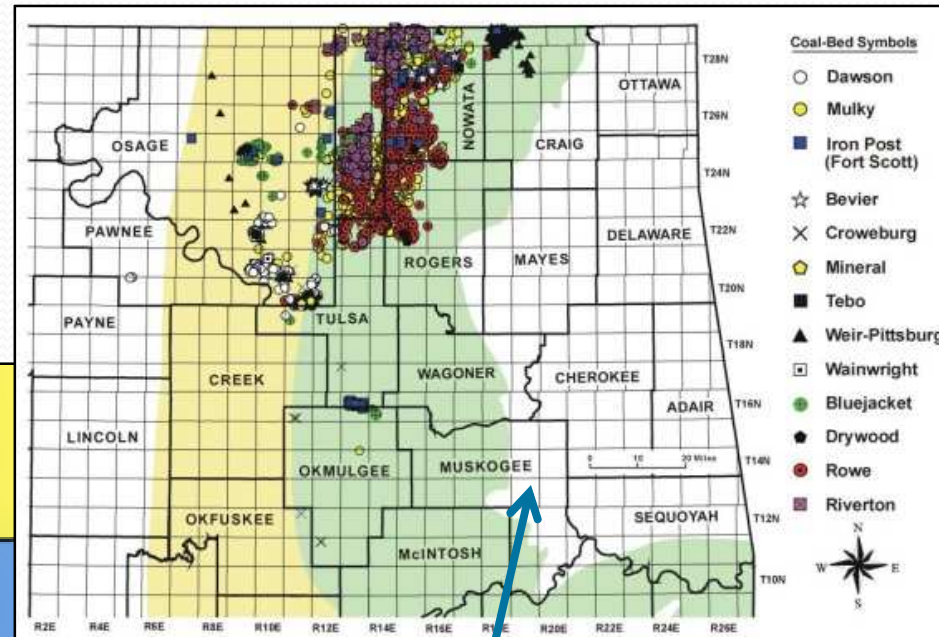 Coal-Bed Symbols
Dawson
Mulky
Iron Post
(Fort Scott)
Bevier
Croweburg
Mineral
Tebo
Weir-Pittsburg
Wainwright
Bluejacket
Drywood
Rowe
Riverton
OSAGE
NOWATA
CRAIG
OTTAWA
PAWNEE
ROGERS
MAYES
DELAWARE
PAYNE
TULSA
CREEK
WAGONER
CHEROKEE
ADAIR
LINCOLN
OKMULGEE
MUSKOGEE
OKFUSKEE
McINTOSH
SEQUOYAH
T28N
T26N
T24N
T22N
T20N
T18N
T16N
T14N
T12N
T10N
0 10 20 Miles
N
W E
S
R2E R4E R6E R8E R10E R12E R14E R16E R20E R22E R24E R26E